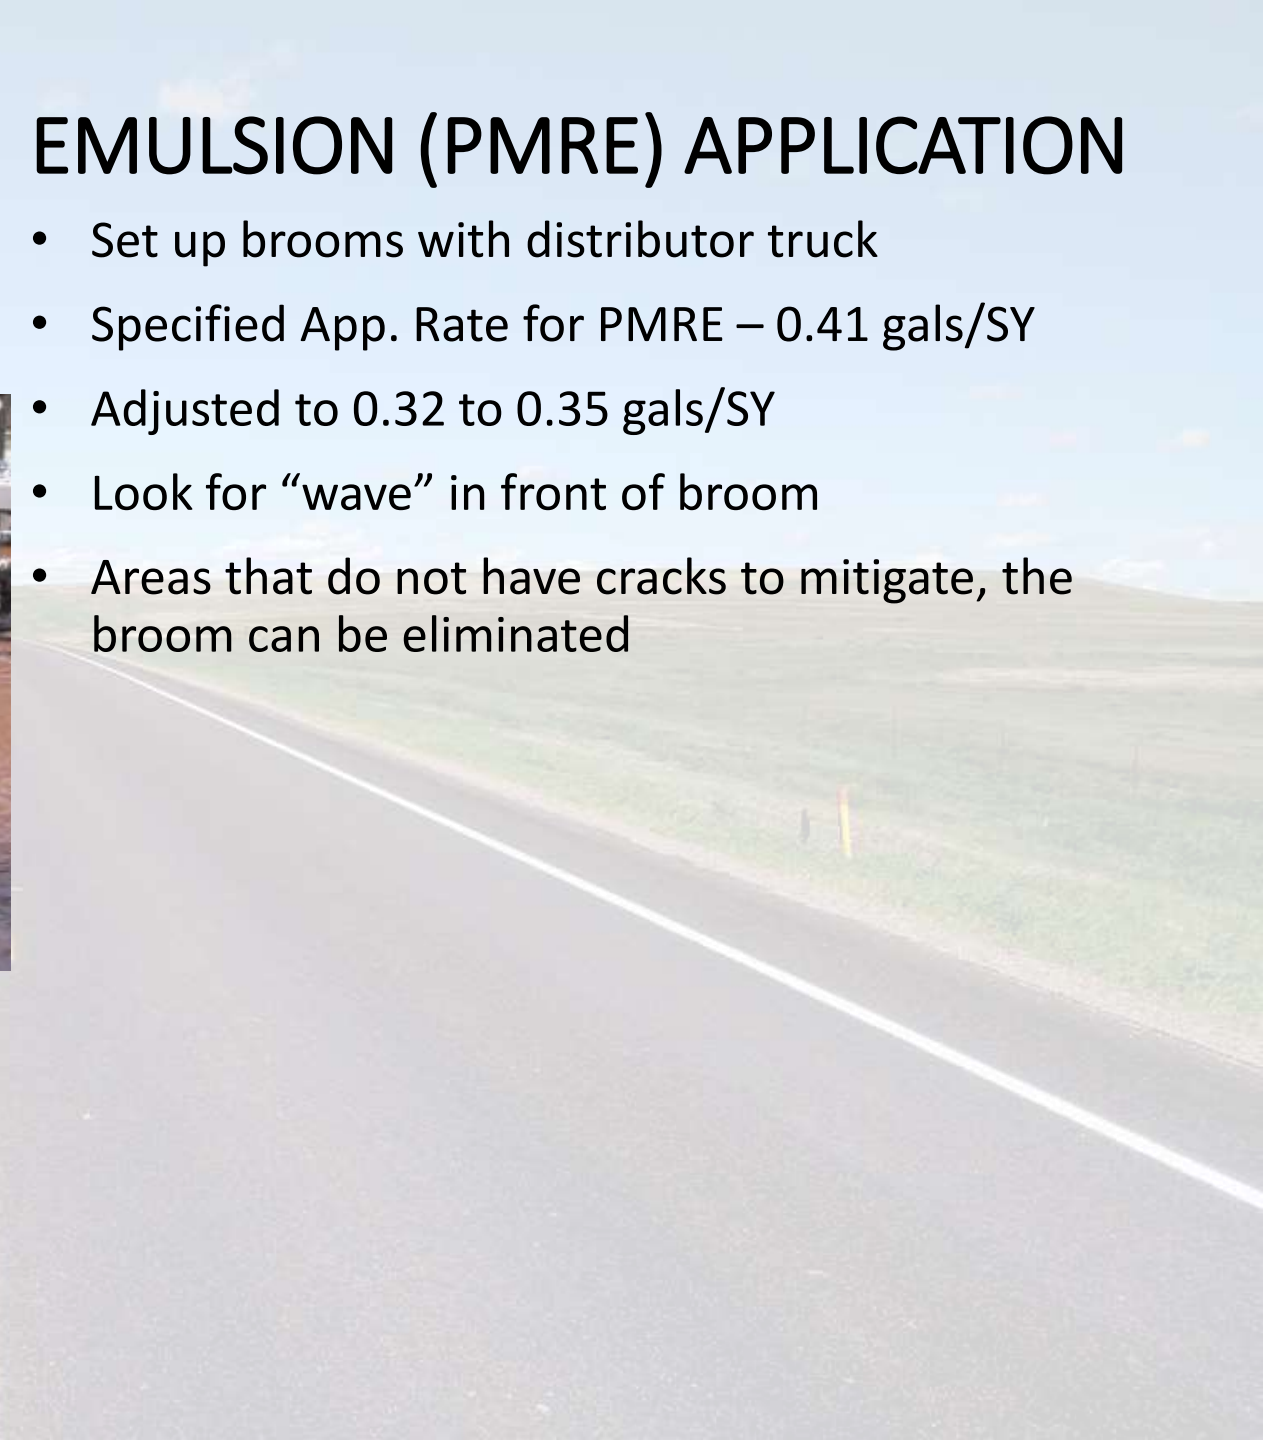 EMULSION (PMRE) APPLICATION
• Set up brooms with distributor truck
• Specified App. Rate for PMRE – 0.41 gals/SY
• Adjusted to 0.32 to 0.35 gals/SY
• Look for “wave” in front of broom
• Areas that do not have cracks to mitigate, the
broom can be eliminated